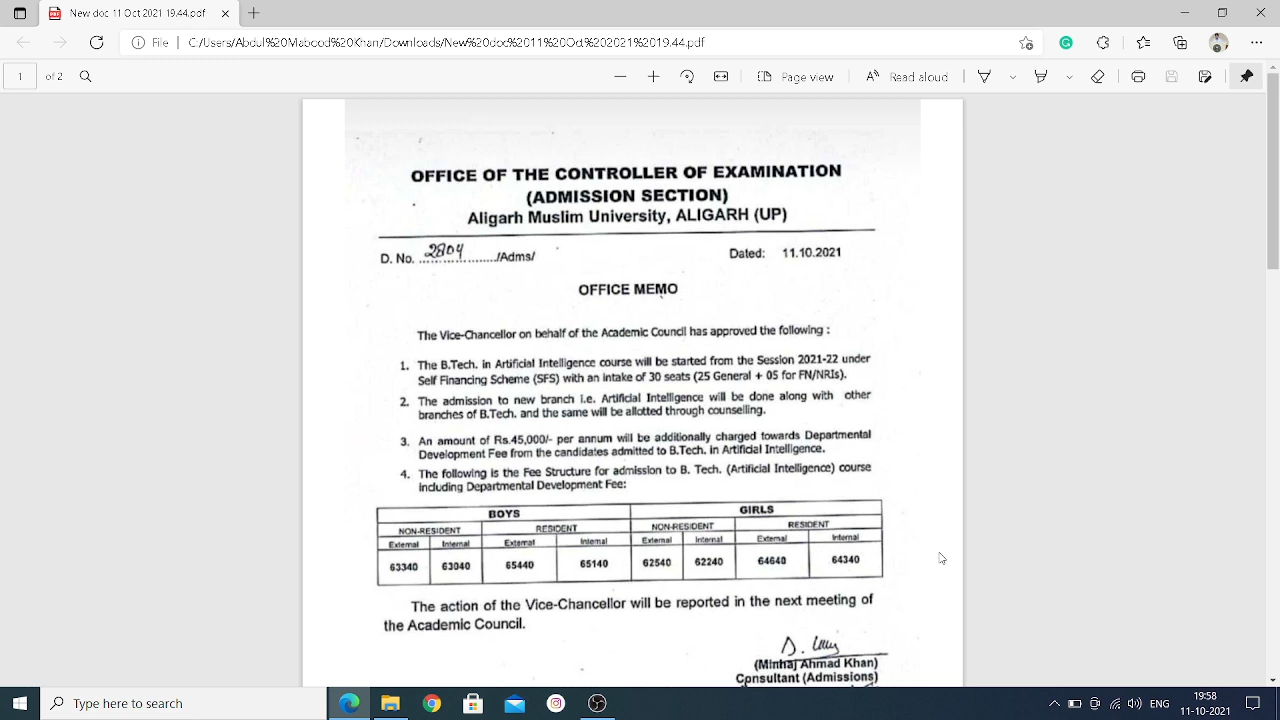 New doc 11 Oct 2021 19.44.pdf
File | C:/Users/Abdul%20Mabood%20Khan/Downloads/New%20doc%2011%20Oct%202021%2019.44.pdf
1 of 2 Page view Read aloud
OFFICE OF THE CONTROLLER OF EXAMINATION
(ADMISSION SECTION)
Aligarh Muslim University, ALIGARH (UP)
D. No. 2804 /Adms/ Dated: 11.10.2021
OFFICE MEMO
The Vice-Chancellor on behalf of the Academic Council has approved the following :
1. The B.Tech. in Artificial Intelligence course will be started from the Session 2021-22 under
Self Financing Scheme (SFS) with an intake of 30 seats (25 General + 05 for FN/NRIs).
2. The admission to new branch i.e. Artificial Intelligence will be done along with other
branches of B.Tech. and the same will be allotted through counselling.
3. An amount of Rs.45,000/- per annum will be additionally charged towards Departmental
Development Fee from the candidates admitted to B.Tech. in Artificial Intelligence.
4. The following is the Fee Structure for admission to B. Tech. (Artificial Intelligence) course
including Departmental Development Fee:
BOYS GIRLS
NON-RESIDENT RESIDENT NON-RESIDENT RESIDENT
External Internal External Internal External Internal External Internal
63340 63040 65440 65140 62540 62240 64640 64340
The action of the Vice-Chancellor will be reported in the next meeting of
the Academic Council.
(Minhaj Ahmad Khan)
Consultant (Admissions)
Type here to search
ENG
19:58
11-10-2021